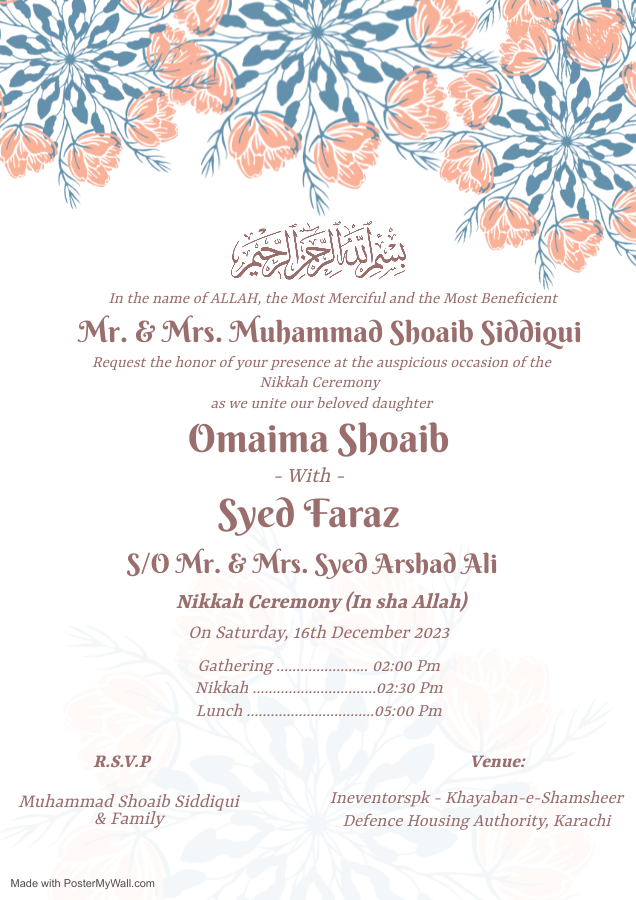 بسم الله الرحمن الرحيم
In the name of ALLAH, the Most Merciful and the Most Beneficient
Mr. & Mrs. Muhammad Shoaib Siddiqui
Request the honor of your presence at the auspicious occasion of the
Nikkah Ceremony
as we unite our beloved daughter
Omaima Shoaib
- With -
Syed Faraz
S/O Mr. & Mrs. Syed Arshad Ali
Nikkah Ceremony (In sha Allah)
On Saturday, 16th December 2023
Gathering ....................... 02:00 Pm
Nikkah ...............................02:30 Pm
Lunch ................................05:00 Pm
R.S.V.P
Muhammad Shoaib Siddiqui
& Family
Venue:
Ineventorspk - Khayaban-e-Shamsheer
Defence Housing Authority, Karachi
Made with PosterMyWall.com